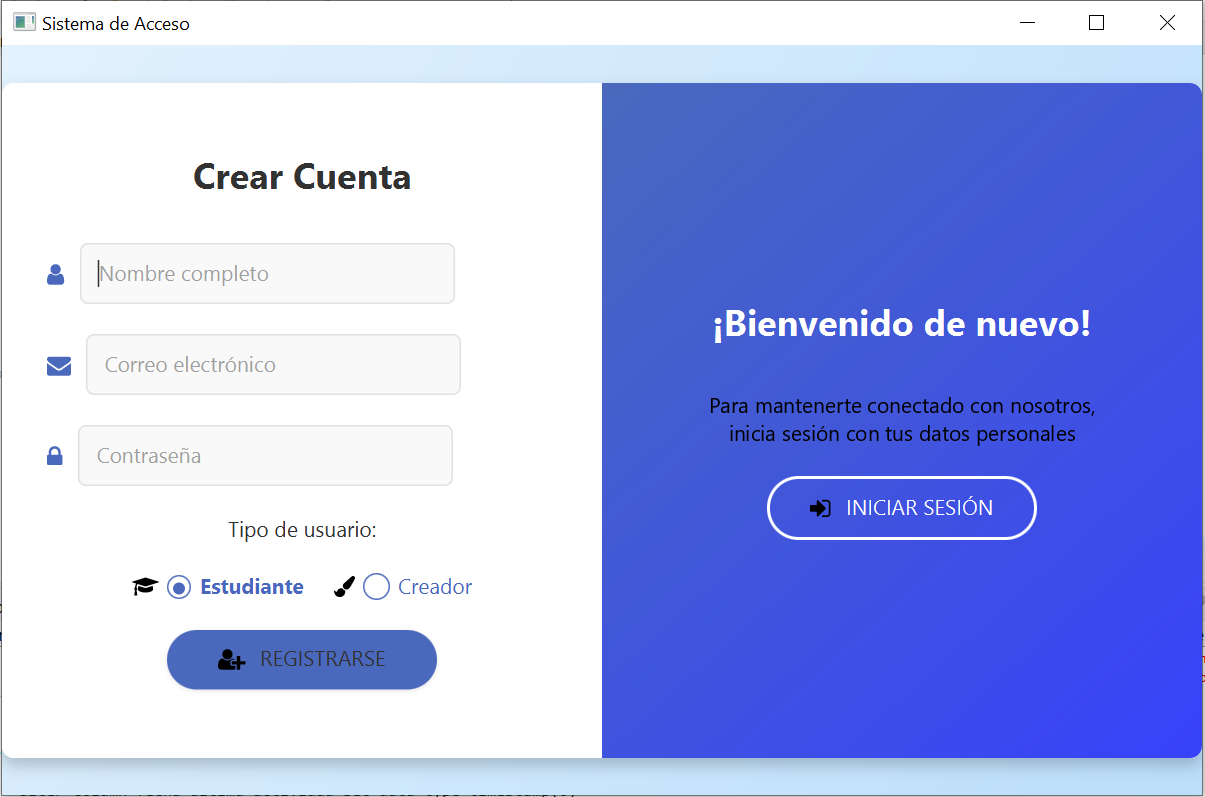 Sistema de Acceso
Crear Cuenta
Nombre completo
Correo electrónico
Contraseña
Tipo de usuario:
Estudiante
Creador
REGISTRARSE
¡Bienvenido de nuevo!
Para mantenerte conectado con nosotros,
inicia sesión con tus datos personales
INICIAR SESIÓN